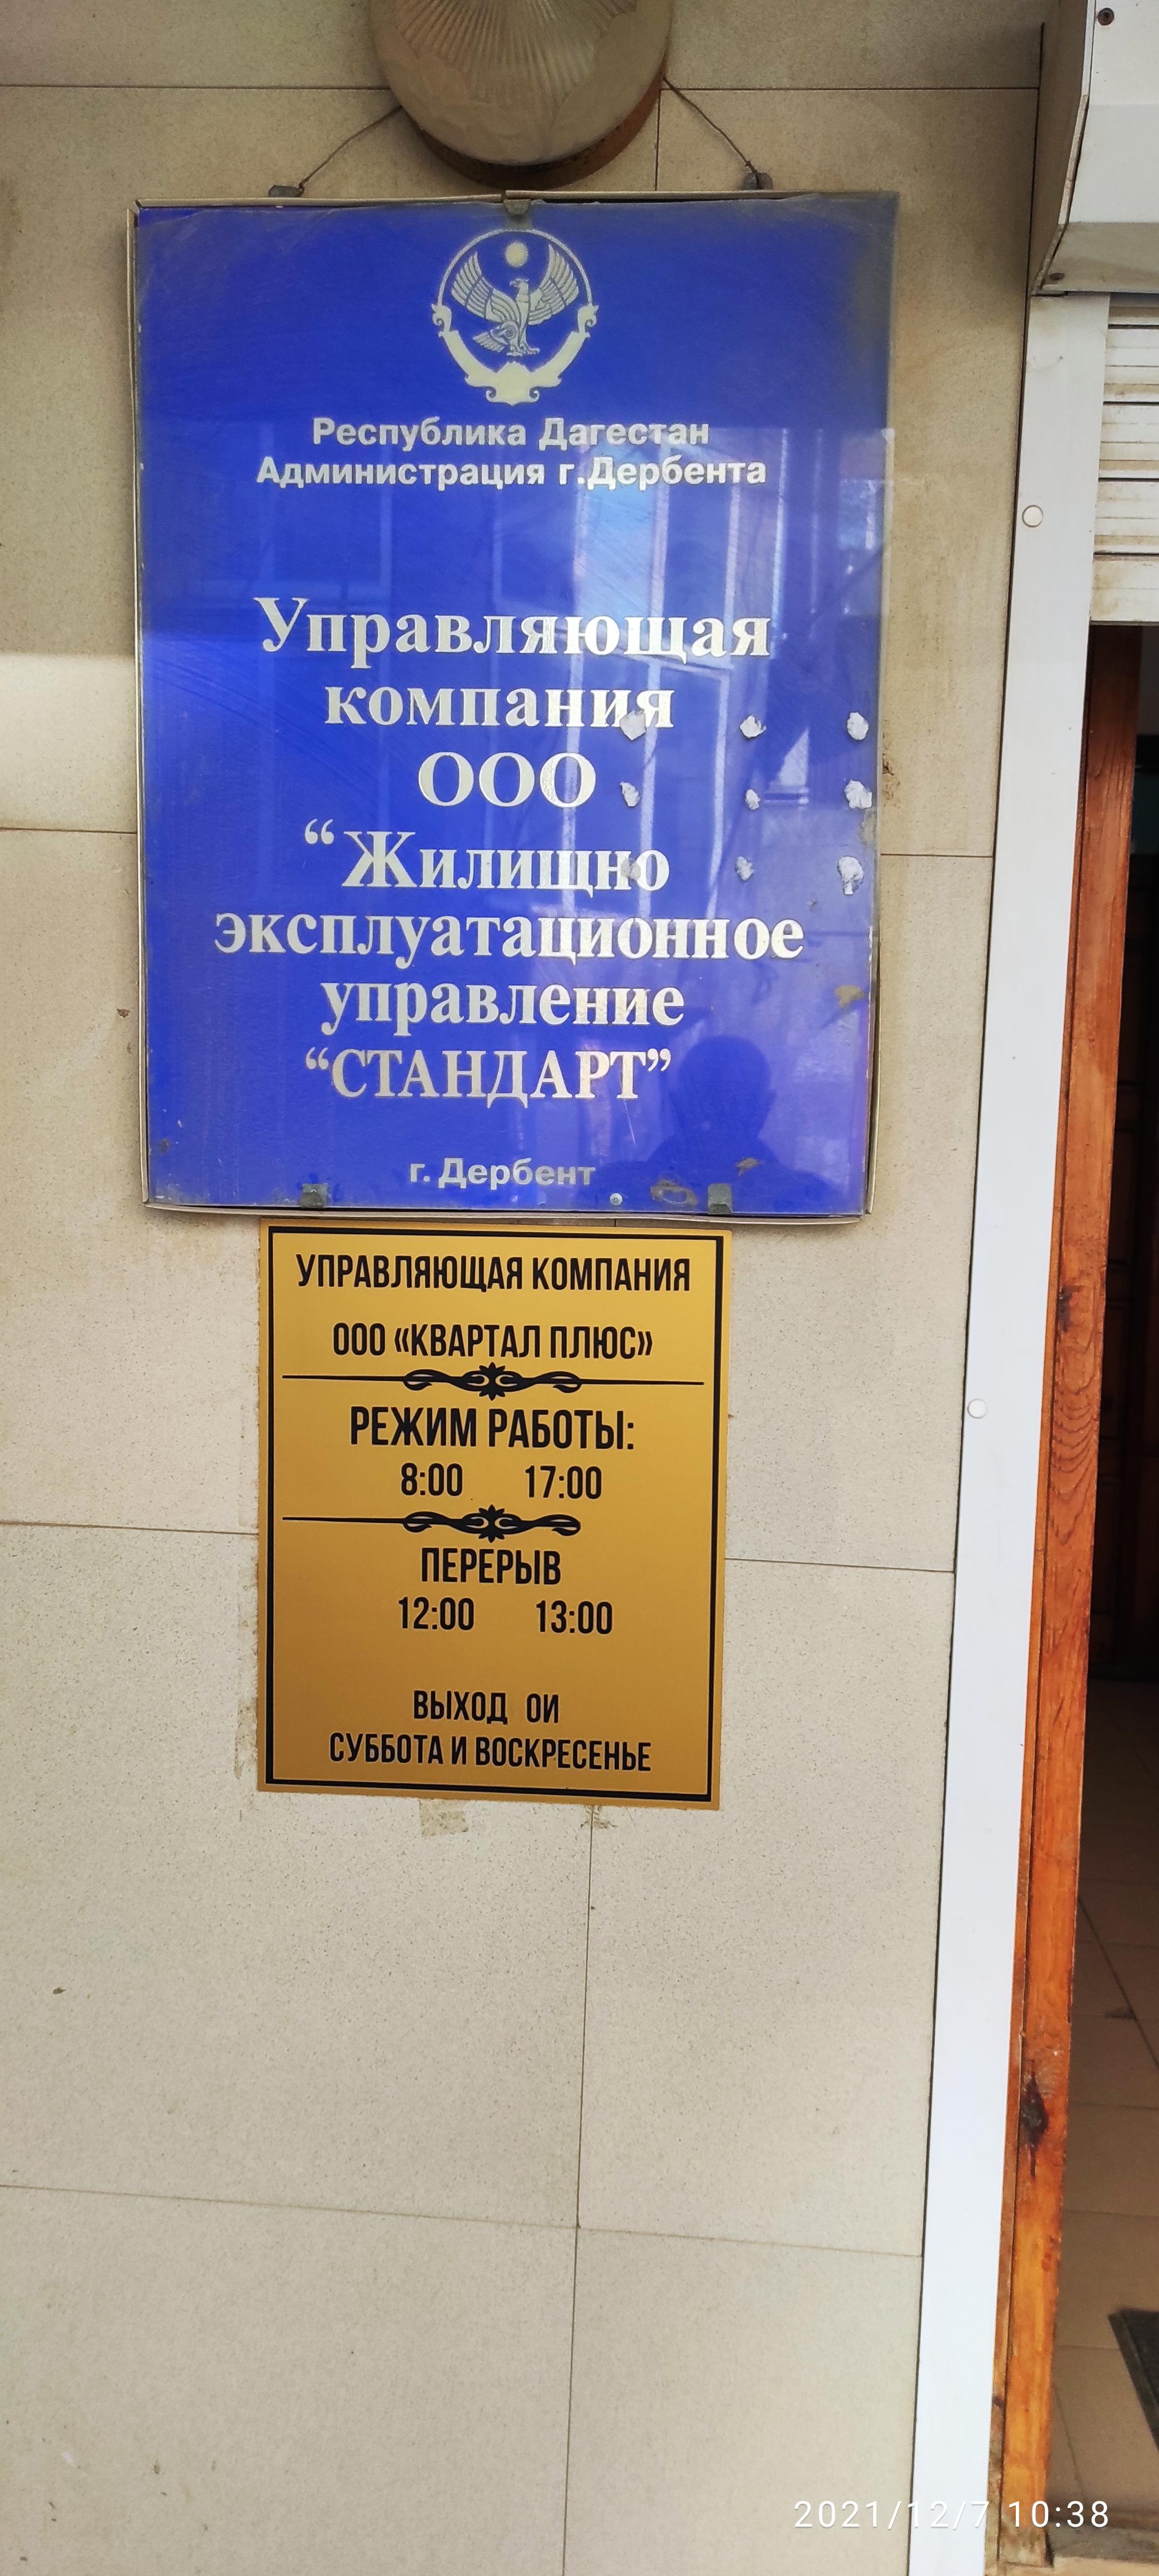 Республика Дагестан
Администрация г.Дербента
Управляющая
компания
ООО
“Жилищно
эксплуатационное
управление
“СТАНДАРТ”
г. Дербент
УПРАВЛЯЮЩАЯ КОМПАНИЯ
ООО «КВАРТАЛ ПЛЮС»
РЕЖИМ РАБОТЫ:
8:00 17:00
ПЕРЕРЫВ
12:00 13:00
ВЫХОД ОИ
СУББОТА И ВОСКРЕСЕНЬЕ
2021/12/7 10:38